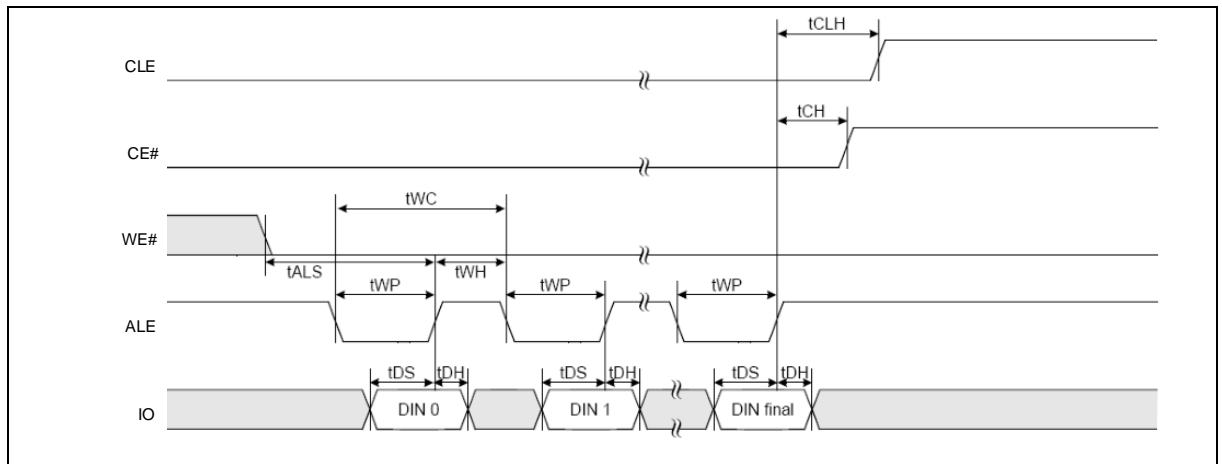 tCLH
CLE
tCH
CE#
tWC
WE#
tALS
tWH
tWP
tWP
tWP
ALE
tDS
tDH
tDS
tDH
tDS
tDH
IO
DIN 0
DIN 1
DIN final